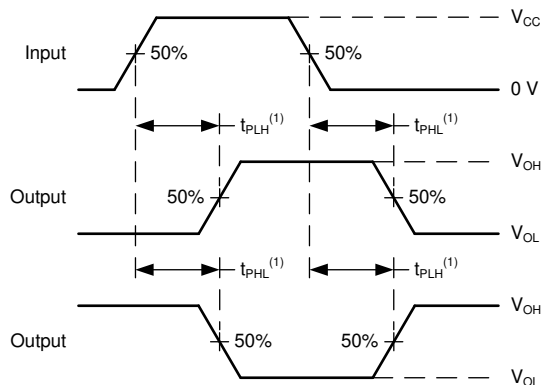 V_CC
Input
50%
50%
0 V
t_PLH^(1)
t_PHL^(1)
V_OH
Output
50%
50%
V_OL
t_PHL^(1)
t_PLH^(1)
V_OH
Output
50%
50%
V_OL